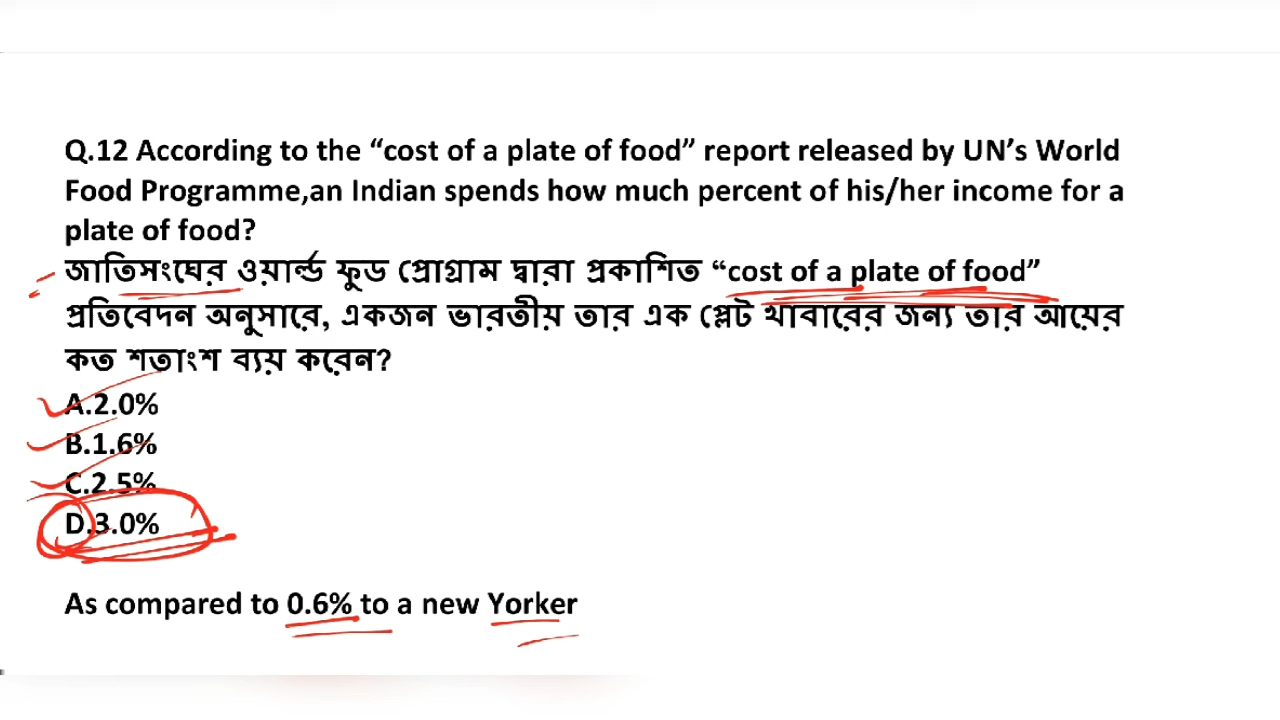 Q.12 According to the “cost of a plate of food” report released by UN’s World
Food Programme,an Indian spends how much percent of his/her income for a
plate of food?
জাতিসংঘের ওয়ার্ল্ড ফুড প্রোগ্রাম দ্বারা প্রকাশিত “cost of a plate of food”
প্রতিবেদন অনুসারে, একজন ভারতীয় তার এক প্লেট খাবারের জন্য তার আয়ের
কত শতাংশ ব্যয় করেন?
A.2.0%
B.1.6%
C.2.5%
D.3.0%
As compared to 0.6% to a new Yorker